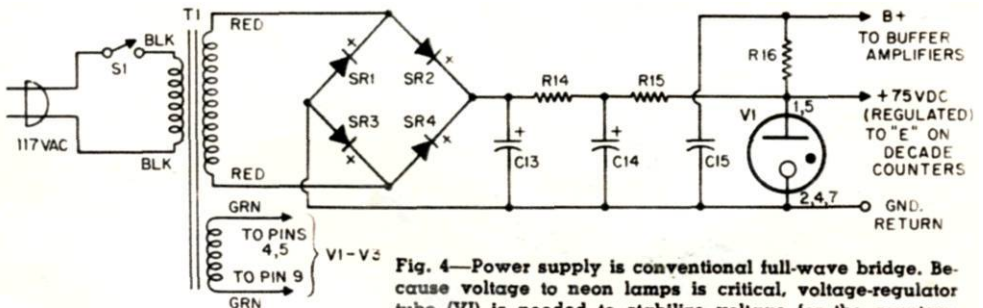 T1
RED
BLK
S1
117 VAC
BLK
RED
GRN
TO PINS
4,5
TO PIN 9
GRN
V1-V3
SR1
SR2
SR3
SR4
R14
R15
R16
+
C13
+
C14
C15
V1
1,5
2,4,7
B+
TO BUFFER
AMPLIFIERS
+75VDC
(REGULATED)
TO "E" ON
DECADE
COUNTERS
GND.
RETURN
Fig. 4—Power supply is conventional full-wave bridge. Be-
cause voltage to neon lamps is critical, voltage-regulator